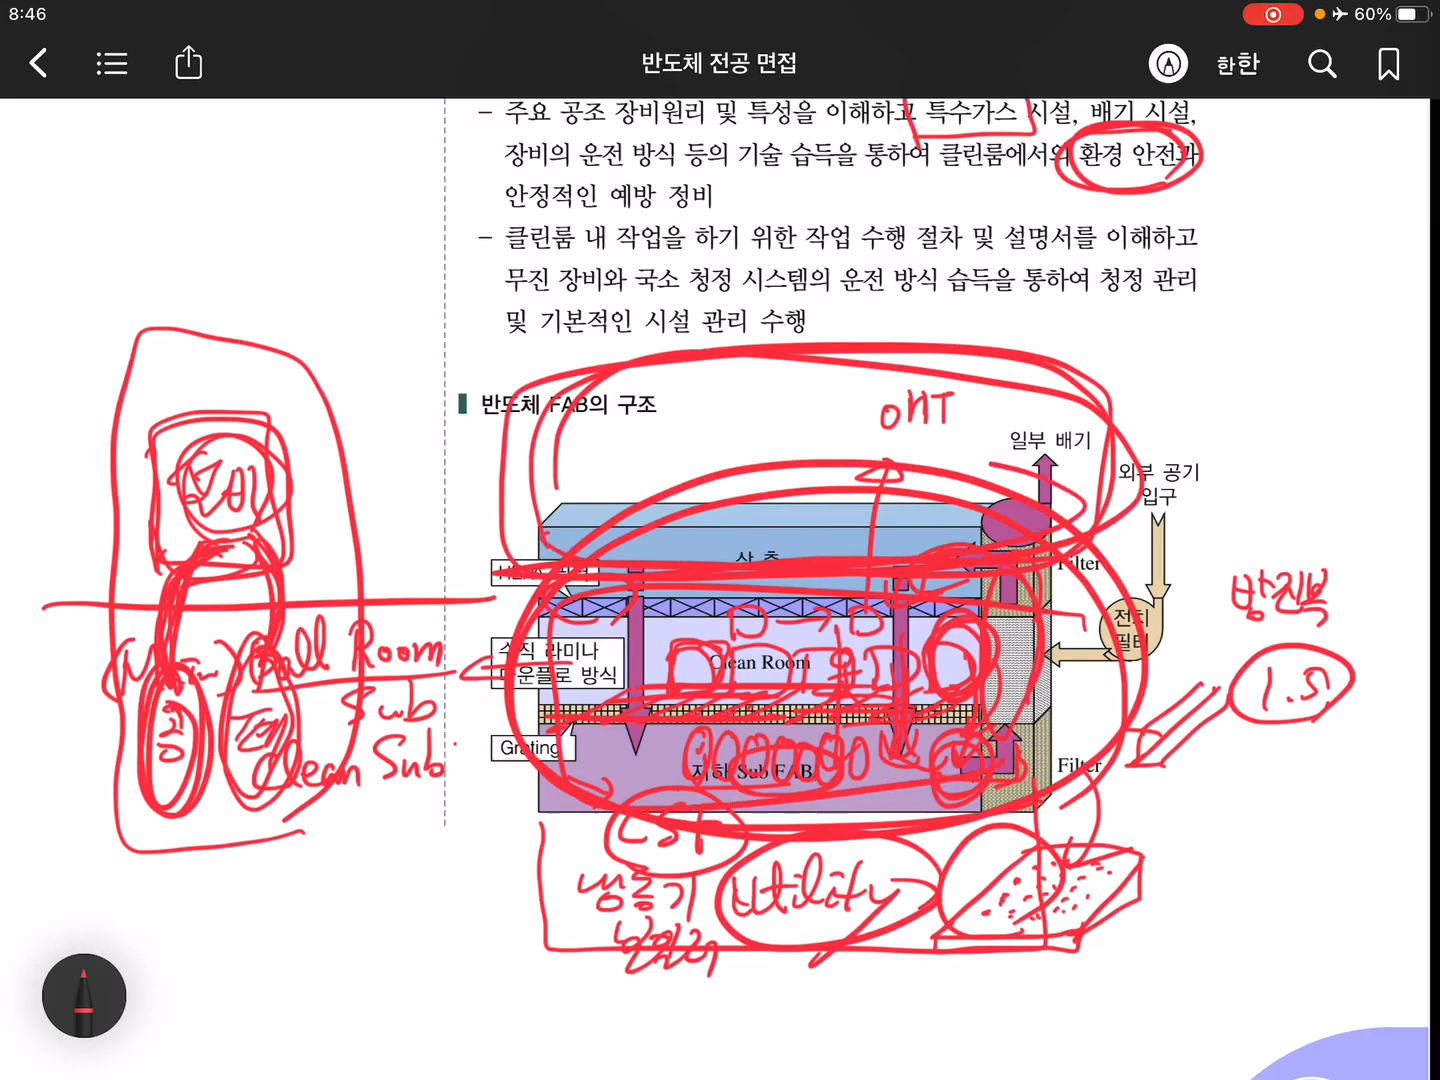 8:46
60%
반도체 전공 면접
한한
– 주요 공조 장비원리 및 특성을 이해하고 특수가스 시설, 배기 시설,
장비의 운전 방식 등의 기술 습득을 통하여 클린룸에서의 환경 안전과
안정적인 예방 정비
– 클린룸 내 작업을 하기 위한 작업 수행 절차 및 설명서를 이해하고
무진 장비와 국소 청정 시스템의 운전 방식 습득을 통하여 청정 관리
및 기본적인 시설 관리 수행
반도체 FAB의 구조
OHT
일부 배기
외부 공기
입구
Filter
방진복
전치
필터
수직 라미나
다운플로 방식
Clean Room
Room
1.5
Sub
Clean Sub
Grating
지하 Sub FAB
Filter
CSF
냉동기
Utility
보일러